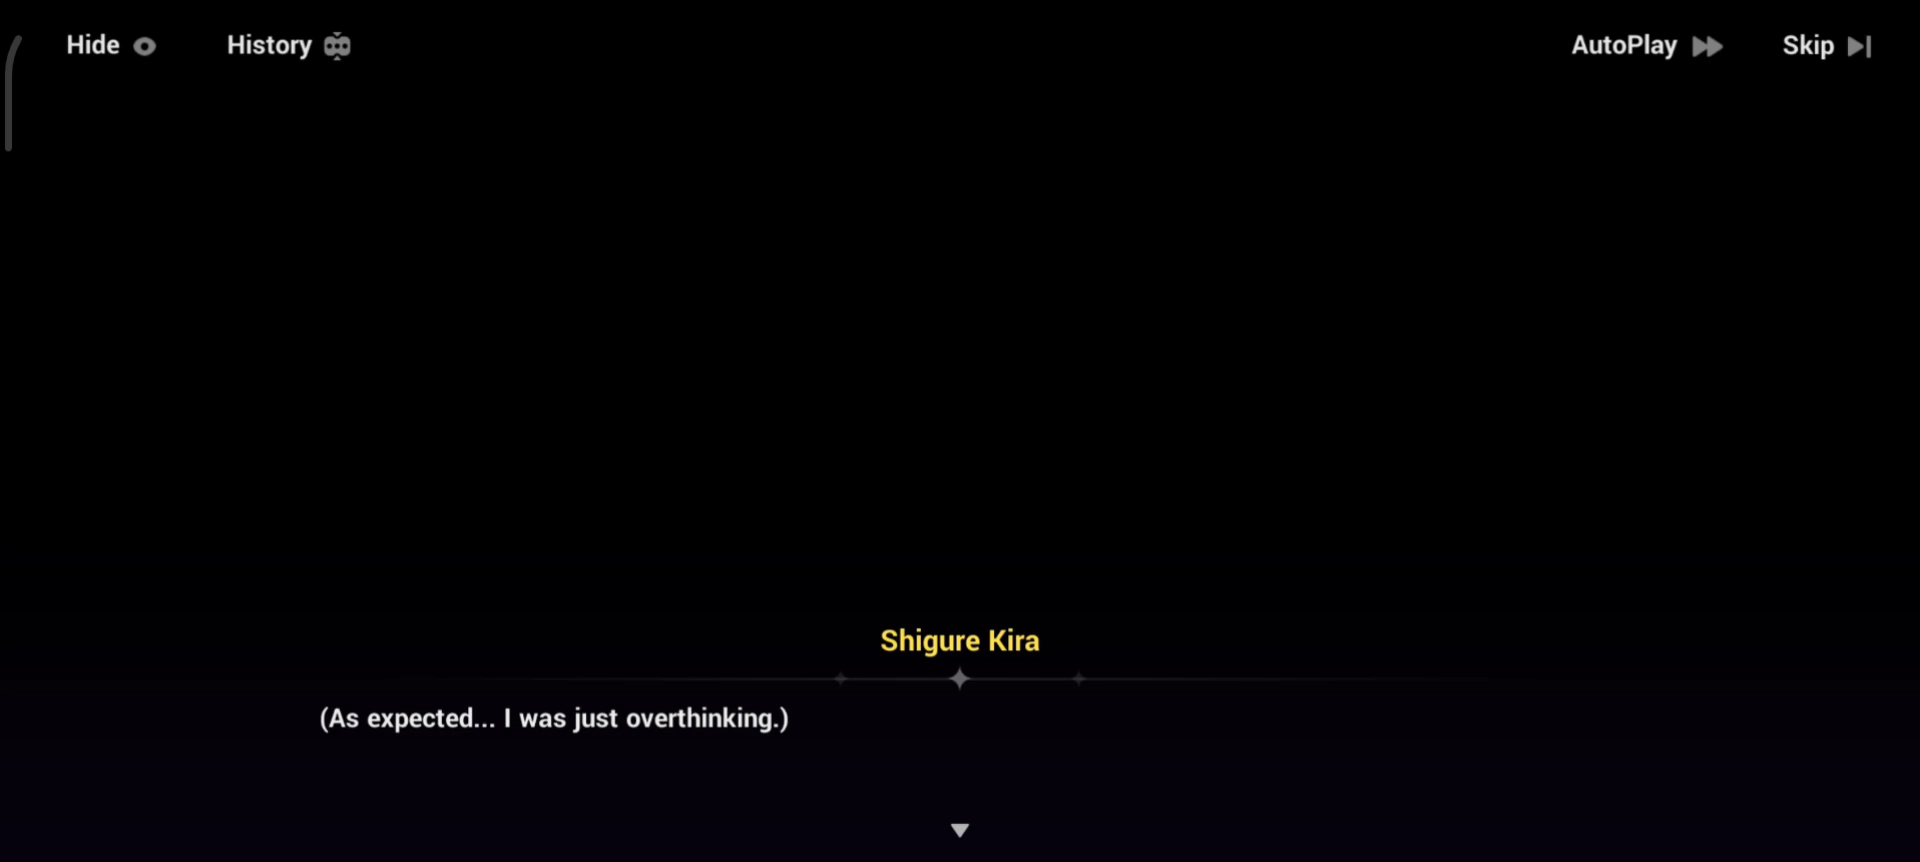 Hide
History
AutoPlay
Skip
Shigure Kira
(As expected... I was just overthinking.)